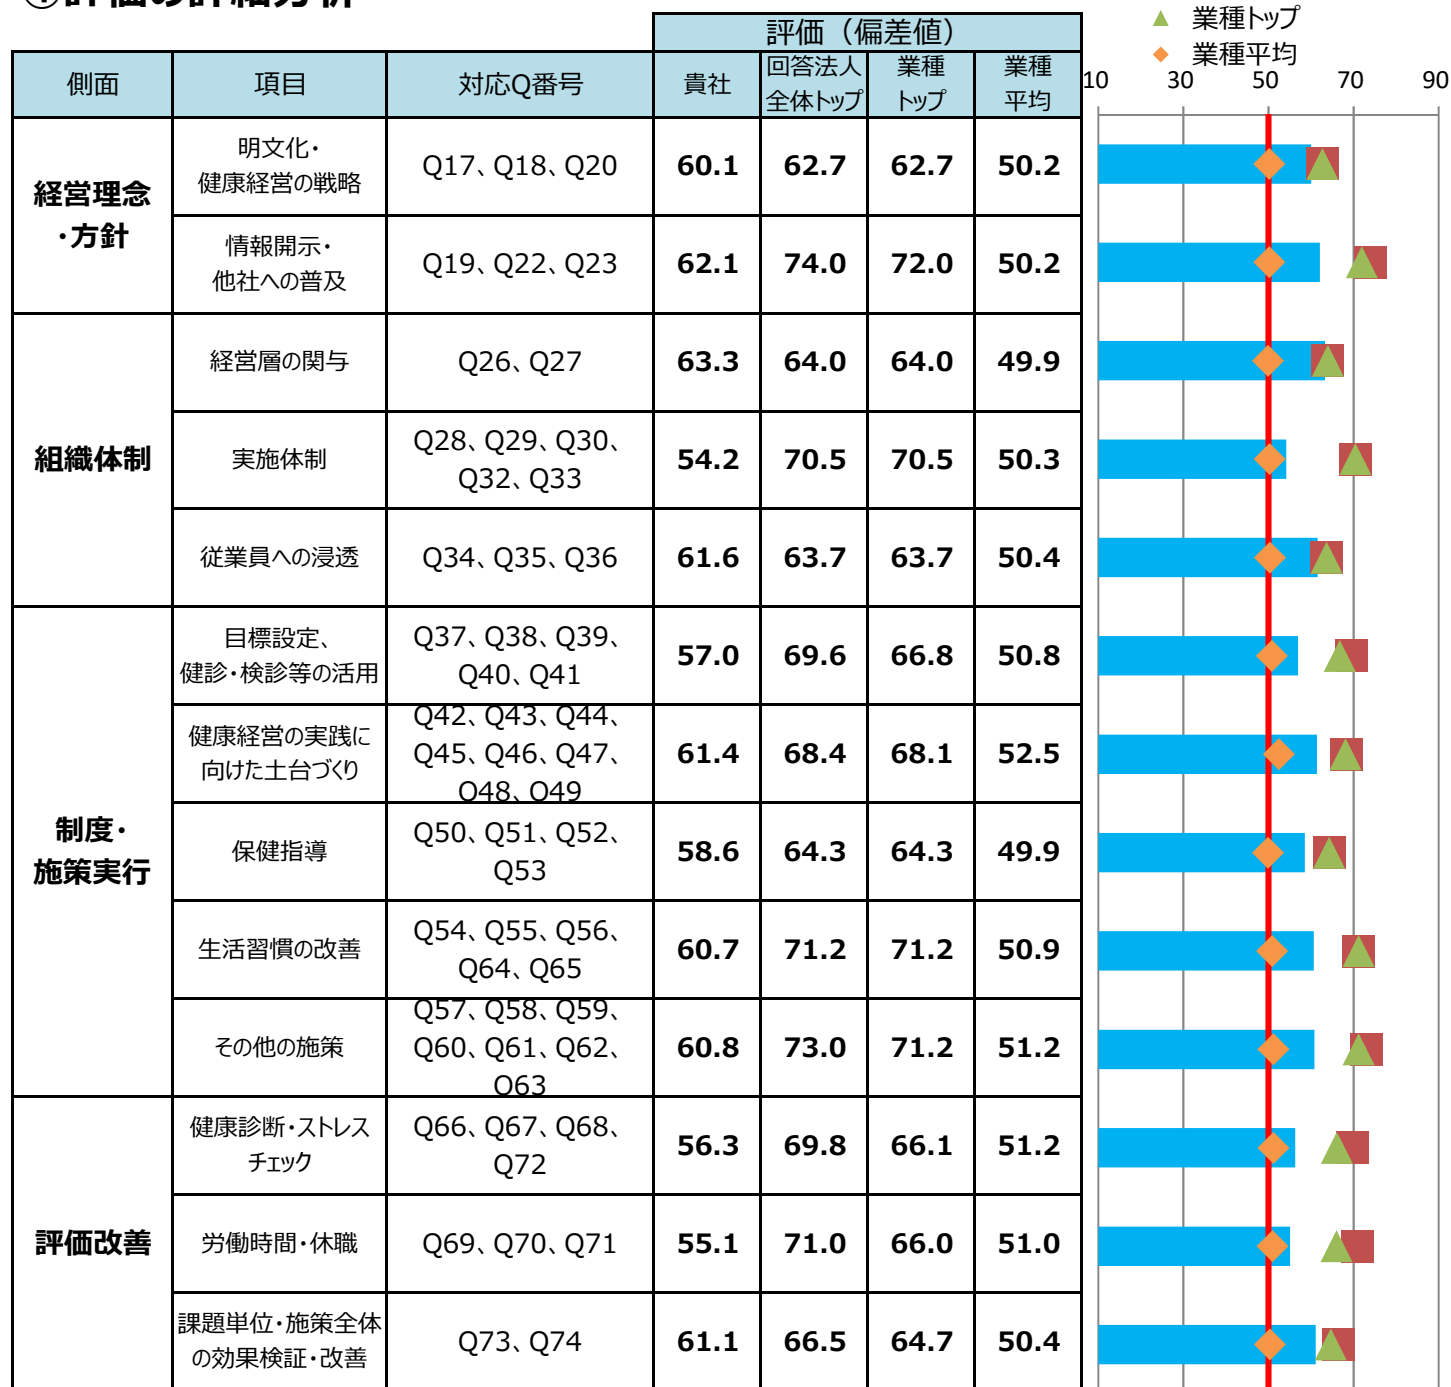 ④評価の詳細分析
▲ 業種トップ
◆ 業種平均
評価（偏差値）
側面 項目 対応Q番号 貴社 回答法人全体トップ 業種トップ 業種平均
10 30 50 70 90
経営理念・方針
明文化・健康経営の戦略 Q17、Q18、Q20 60.1 62.7 62.7 50.2
情報開示・他社への普及 Q19、Q22、Q23 62.1 74.0 72.0 50.2
組織体制
経営層の関与 Q26、Q27 63.3 64.0 64.0 49.9
実施体制 Q28、Q29、Q30、Q32、Q33 54.2 70.5 70.5 50.3
従業員への浸透 Q34、Q35、Q36 61.6 63.7 63.7 50.4
制度・施策実行
目標設定、健診・検診等の活用 Q37、Q38、Q39、Q40、Q41 57.0 69.6 66.8 50.8
健康経営の実践に向けた土台づくり Q42、Q43、Q44、Q45、Q46、Q47、Q48、Q49 61.4 68.4 68.1 52.5
保健指導 Q50、Q51、Q52、Q53 58.6 64.3 64.3 49.9
生活習慣の改善 Q54、Q55、Q56、Q64、Q65 60.7 71.2 71.2 50.9
その他の施策 Q57、Q58、Q59、Q60、Q61、Q62、Q63 60.8 73.0 71.2 51.2
評価改善
健康診断・ストレスチェック Q66、Q67、Q68、Q72 56.3 69.8 66.1 51.2
労働時間・休職 Q69、Q70、Q71 55.1 71.0 66.0 51.0
課題単位・施策全体の効果検証・改善 Q73、Q74 61.1 66.5 64.7 50.4